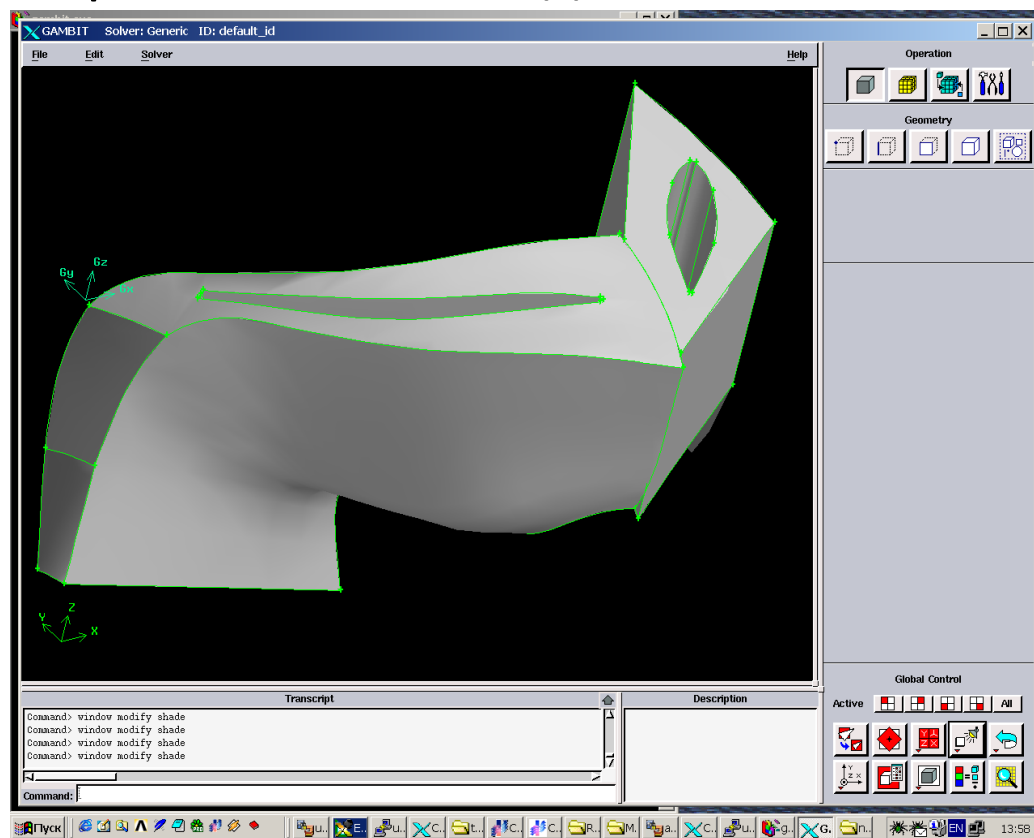 GAMBIT Solver: Generic ID: default_id
File Edit Solver Help
Operation
Geometry
Gy Gz Gx
Z
Y X
Transcript
Description
Command> window modify shade
Command> window modify shade
Command> window modify shade
Command> window modify shade
Command:
Global Control
Active All
Пуск u.. E.. u.. C.. t... C.. C.. R.. M. a.. C.. u.. g.. G. n.. EN 13:55